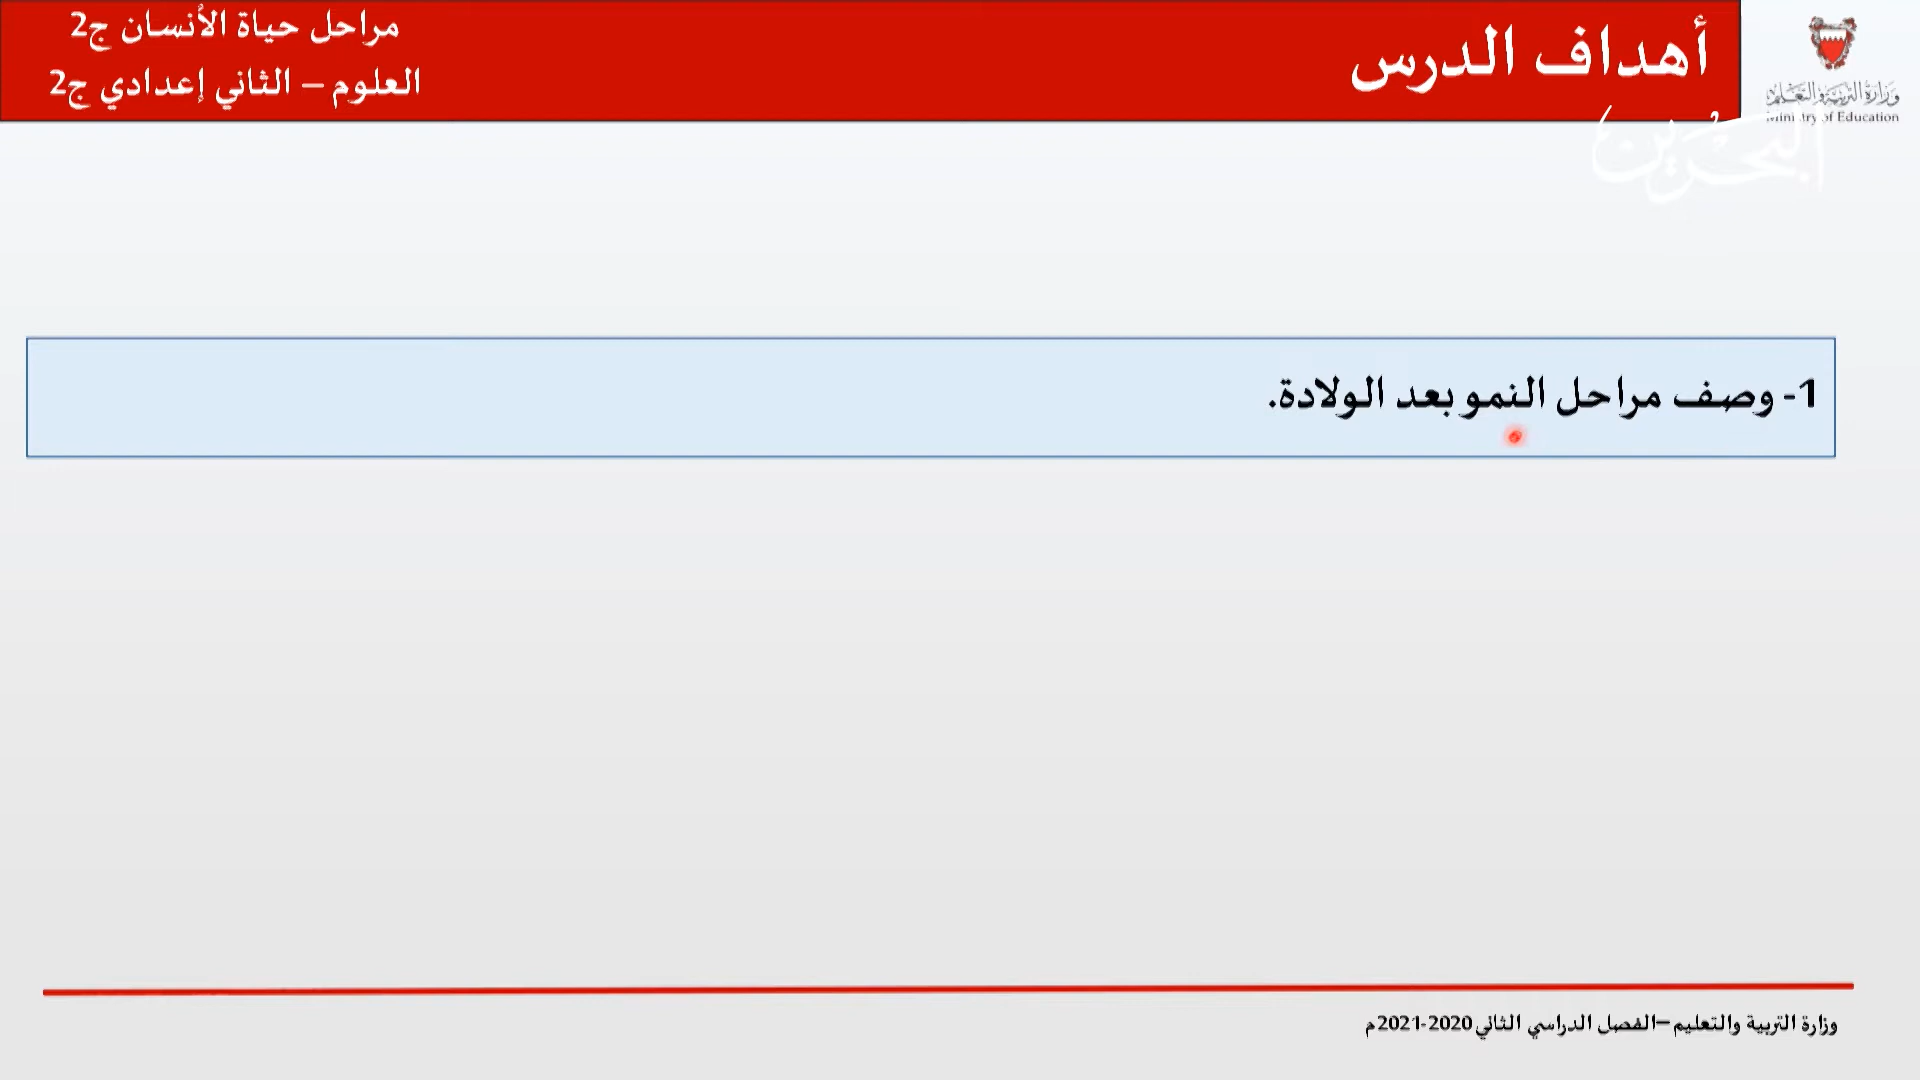 أهداف الدرس
مراحل حياة الأنسان ج2
العلوم – الثاني إعدادي ج2
وزارة التربية والتعليم
Ministry of Education
البحرين
1- وصف مراحل النمو بعد الولادة.
وزارة التربية والتعليم –الفصل الدراسي الثاني 2020-2021م